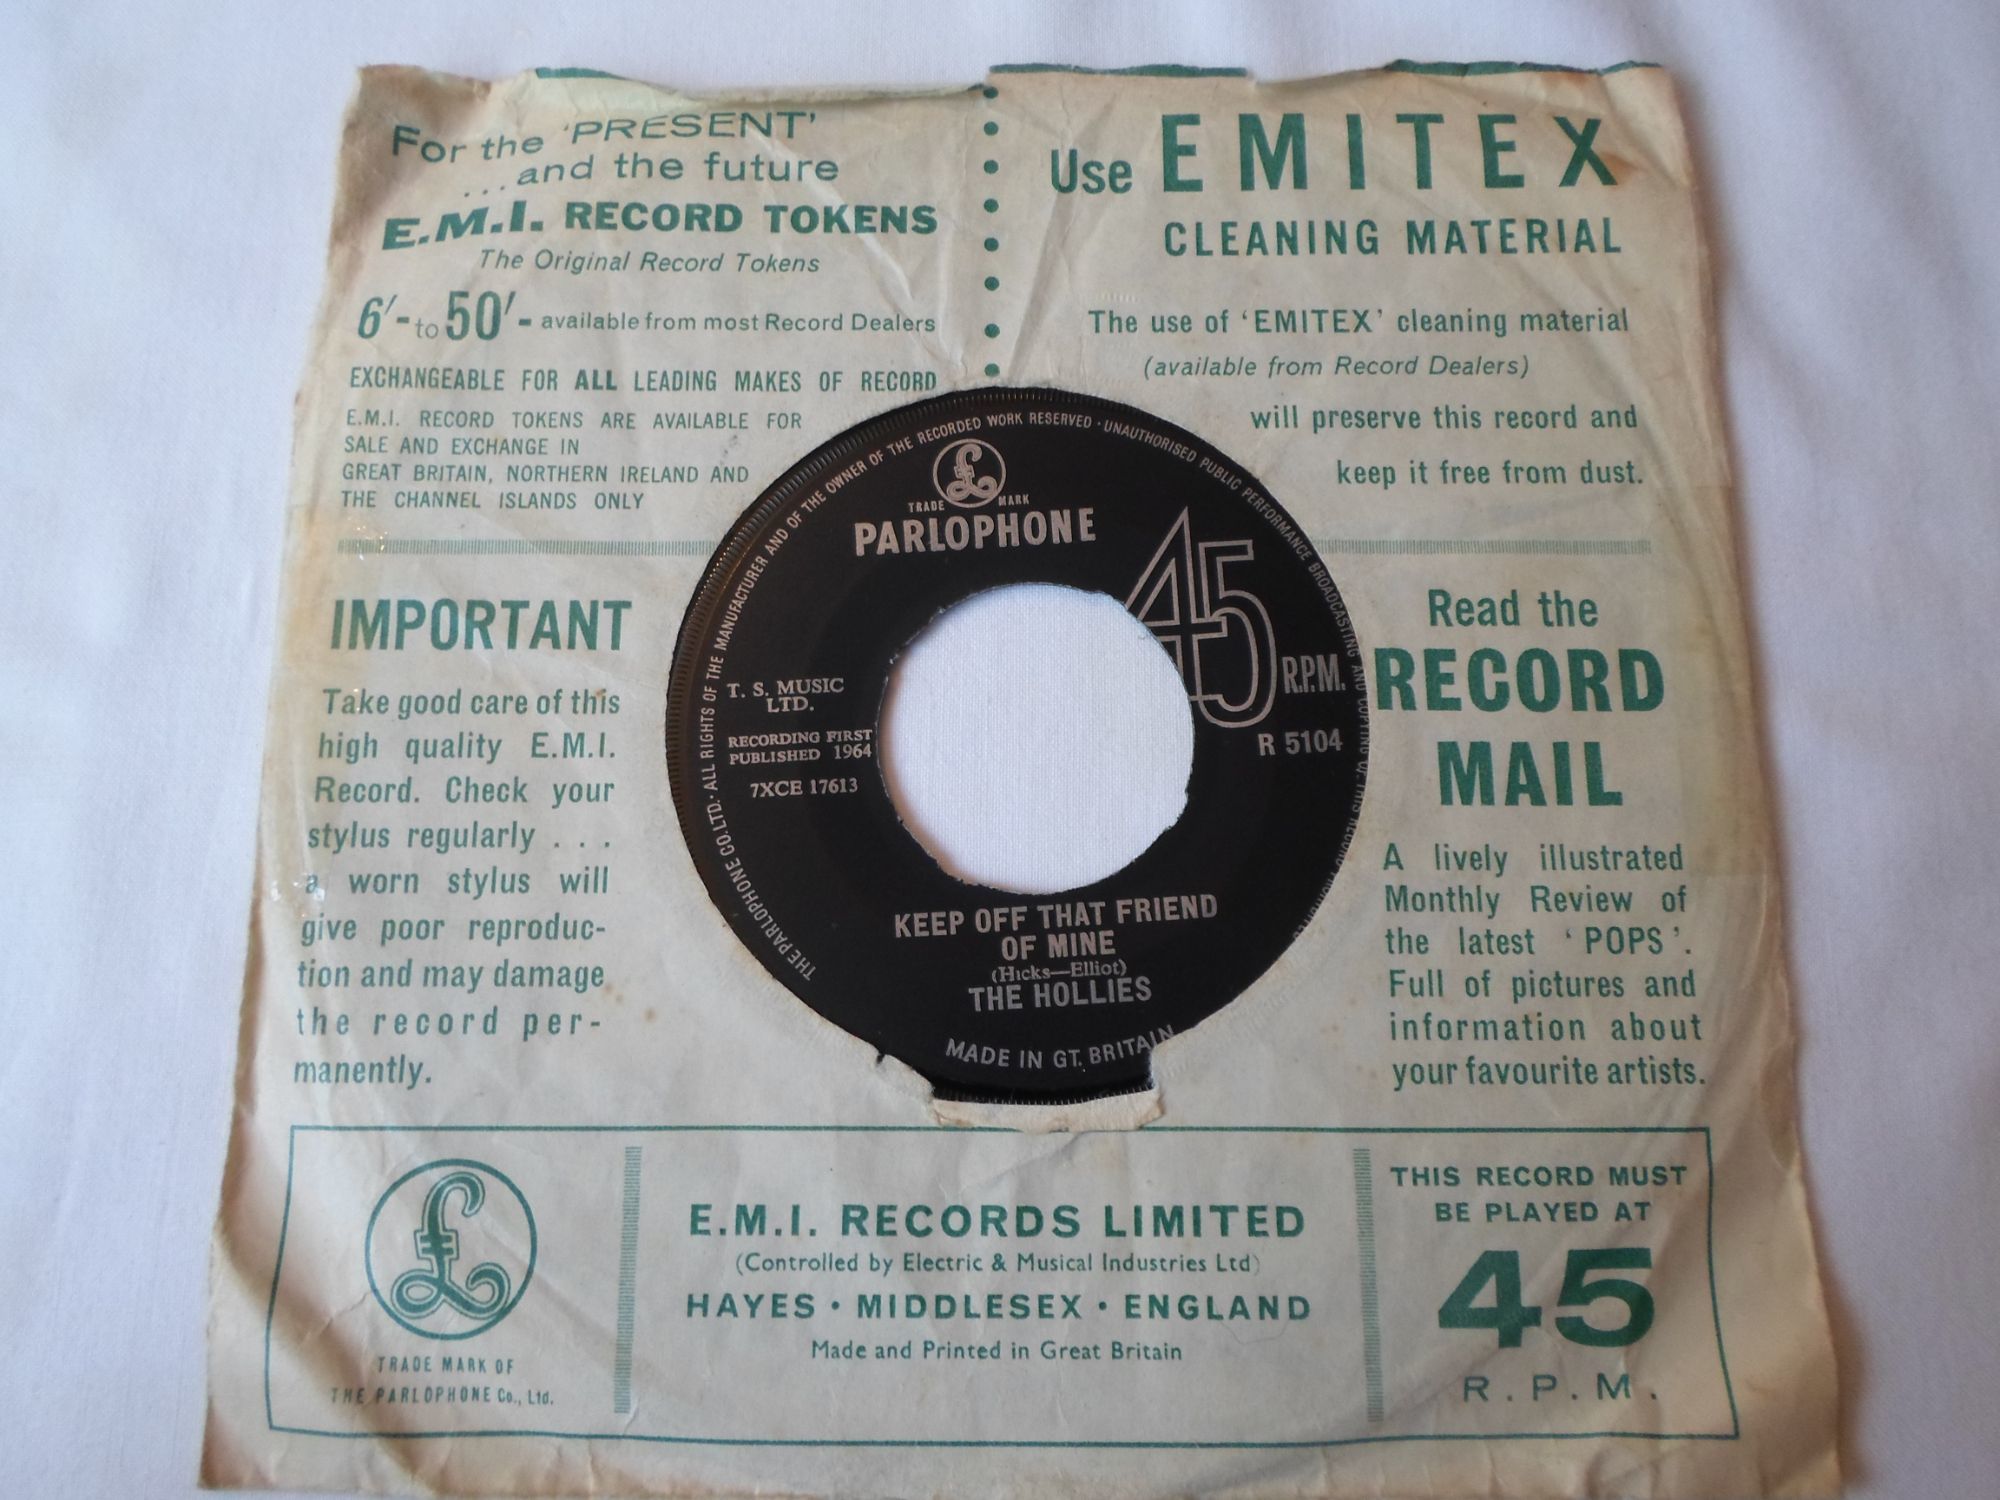 For the 'PRESENT'
...and the future
E.M.I. RECORD TOKENS
The Original Record Tokens
6/- to 50/- available from most Record Dealers
EXCHANGEABLE FOR ALL LEADING MAKES OF RECORD
E.M.I. RECORD TOKENS ARE AVAILABLE FOR
SALE AND EXCHANGE IN
GREAT BRITAIN, NORTHERN IRELAND AND
THE CHANNEL ISLANDS ONLY
Use EMITEX
CLEANING MATERIAL
The use of 'EMITEX' cleaning material
(available from Record Dealers)
will preserve this record and
keep it free from dust.
IMPORTANT
Take good care of this
high quality E.M.I.
Record. Check your
stylus regularly . . .
a worn stylus will
give poor reproduc-
tion and may damage
the record per-
manently.
THE PARLOPHONE CO. LTD. · ALL RIGHTS OF THE MANUFACTURER AND OF THE OWNER OF THE RECORDED WORK RESERVED · UNAUTHORISED PUBLIC PERFORMANCE BROADCASTING AND COPYING OF THIS RECORD
TRADE MARK
PARLOPHONE
45
R.P.M.
R 5104
T. S. MUSIC
LTD.
RECORDING FIRST
PUBLISHED 1964
7XCE 17613
KEEP OFF THAT FRIEND
OF MINE
(Hicks—Elliot)
THE HOLLIES
MADE IN GT. BRITAIN
Read the
RECORD
MAIL
A lively illustrated
Monthly Review of
the latest 'POPS'.
Full of pictures and
information about
your favourite artists.
TRADE MARK OF
THE PARLOPHONE Co., Ltd.
E.M.I. RECORDS LIMITED
(Controlled by Electric & Musical Industries Ltd)
HAYES · MIDDLESEX · ENGLAND
Made and Printed in Great Britain
THIS RECORD MUST
BE PLAYED AT
45
R.P.M.